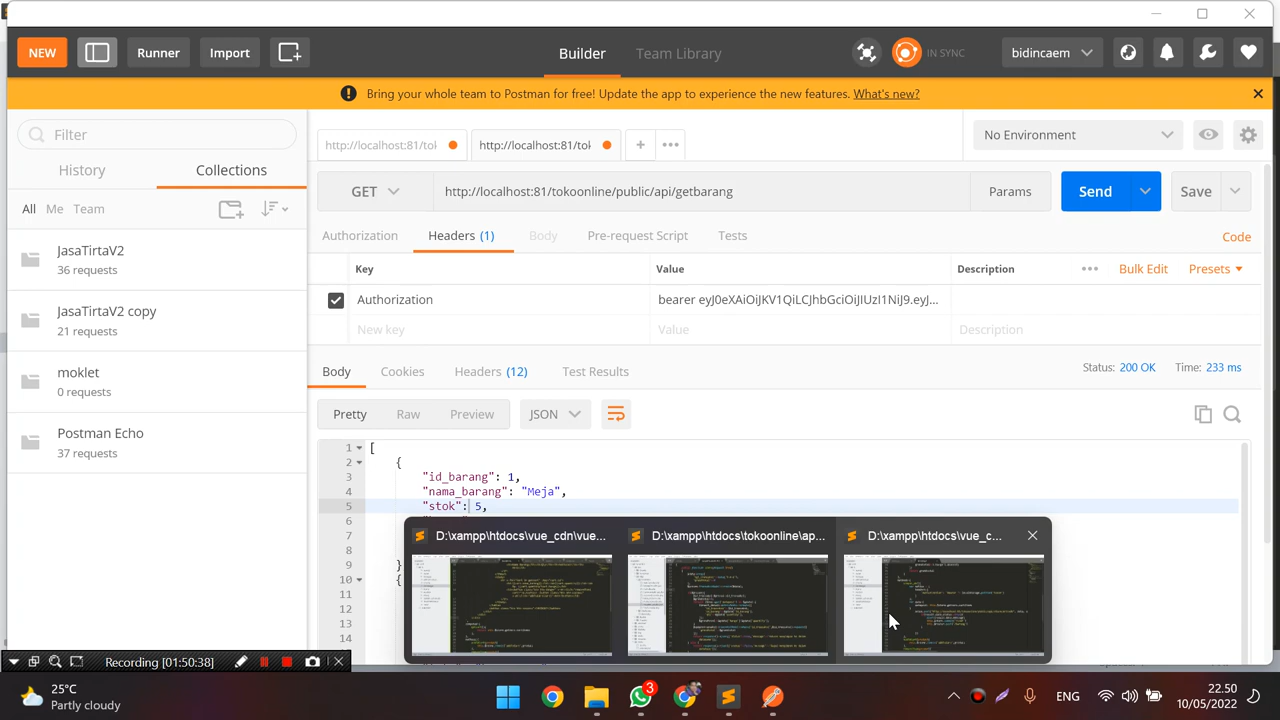 NEW
Runner
Import
Builder
Team Library
IN SYNC
bidincaem
Bring your whole team to Postman for free! Update the app to experience the new features. What's new?
Filter
http://localhost:81/tol
http://localhost:81/tol
No Environment
History
Collections
GET
http://localhost:81/tokoonline/public/api/getbarang
Params
Send
Save
All Me Team
Authorization
Headers (1)
Body
Pre-request Script
Tests
Code
JasaTirtaV2
36 requests
Key
Value
Description
Bulk Edit
Presets
Authorization
bearer eyJ0eXAiOiJKV1QiLCJhbGciOiJIUzI1NiJ9.eyJ...
New key
Value
Description
JasaTirtaV2 copy
21 requests
moklet
0 requests
Body
Cookies
Headers (12)
Test Results
Status: 200 OK
Time: 233 ms
Postman Echo
37 requests
Pretty
Raw
Preview
JSON
1 [
2 {
3 "id_barang": 1,
4 "nama_barang": "Meja",
5 "stok": 5,
6
7
8
9
10
11
12
13
14
D:\xampp\htdocs\vue_cdn\vue...
D:\xampp\htdocs\tokoonline\ap...
D:\xampp\htdocs\vue_c...
Recording (01:55:53)
25°C
Partly cloudy
3
ENG
22.50
10/05/2022